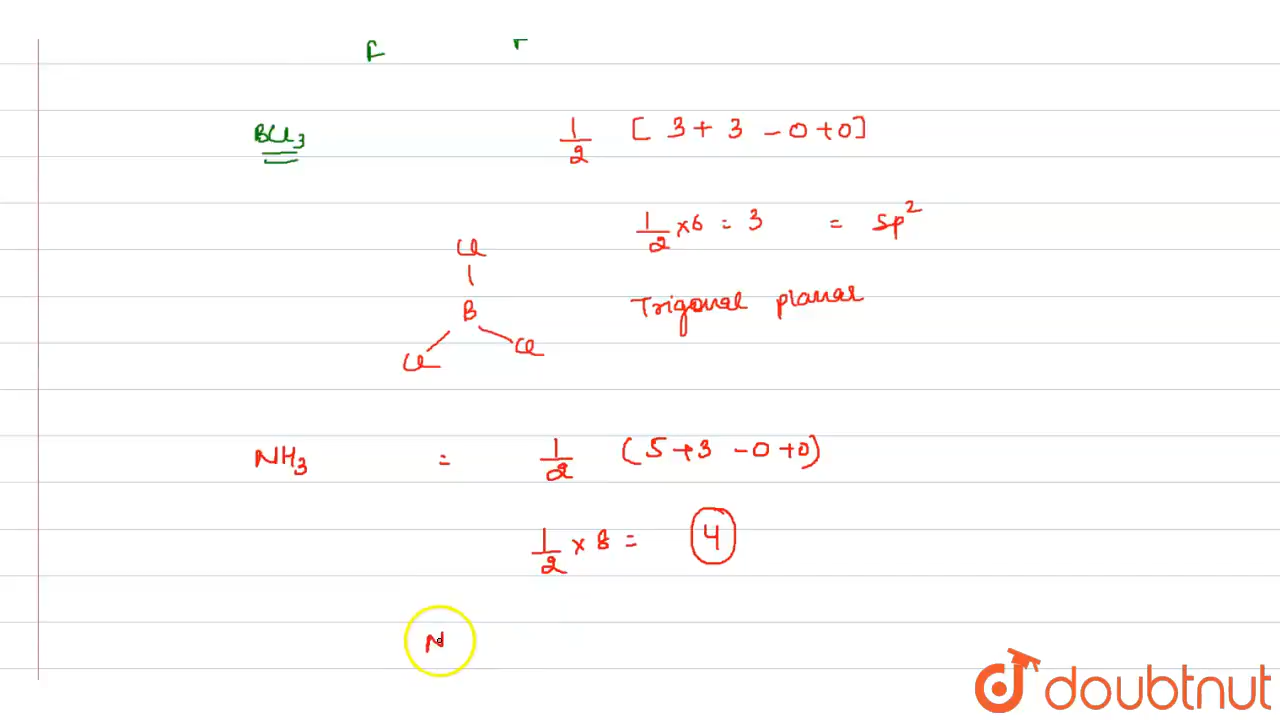 F
BCl3 1/2 [ 3 + 3 - 0 + 0 ]
1/2 × 6 = 3 = sp²
Cl
B Trigonal planar
Cl Cl
NH3 = 1/2 ( 5 + 3 - 0 + 0 )
1/2 × 8 = 4
N
doubtnut